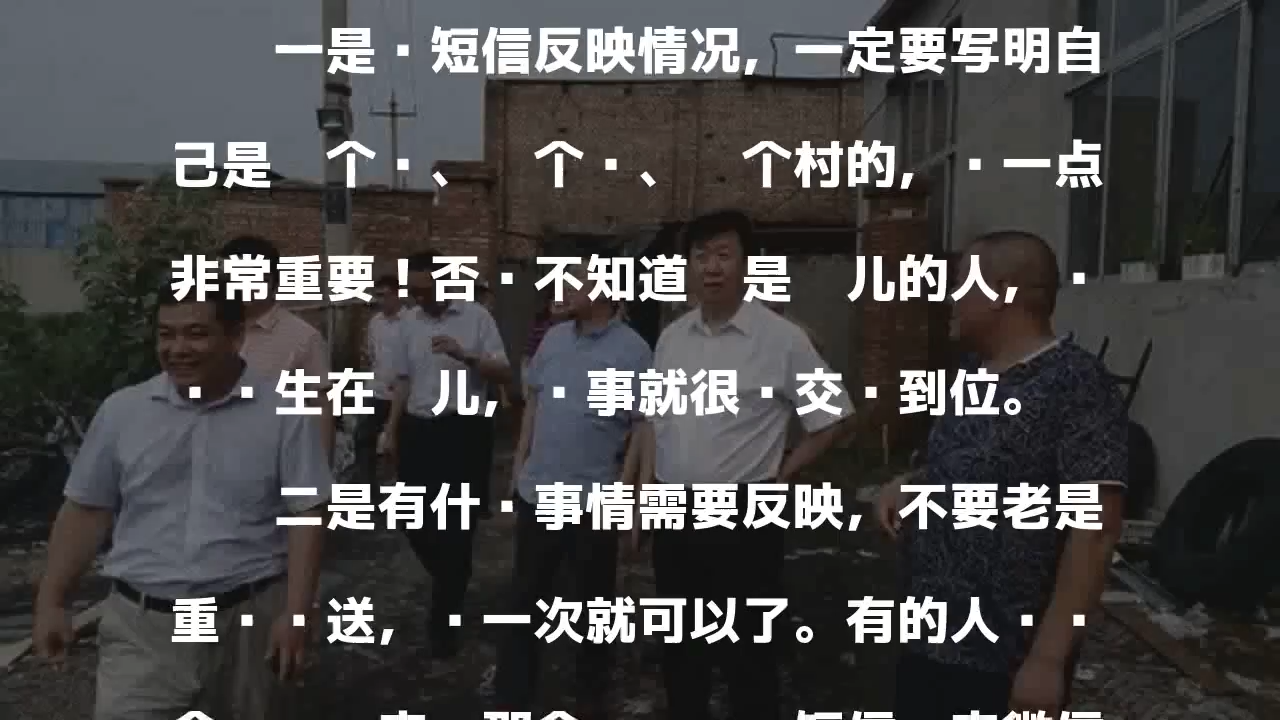 一是·短信反映情况，一定要写明自
己是 个·、 个·、 个村的，·一点
非常重要！否·不知道 是 儿的人，·
··生在 儿，·事就很·交·到位。
二是有什·事情需要反映，不要老是
重··送，·一次就可以了。有的人··